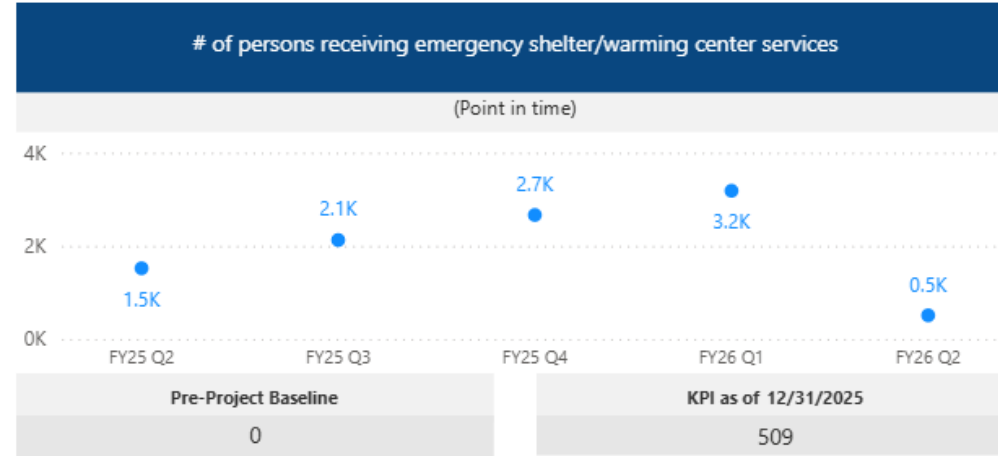 # of persons receiving emergency shelter/warming center services
(Point in time)
4K
2.7K
2.1K
3.2K
2K
1.5K
0.5K
0K
FY25 Q2 FY25 Q3 FY25 Q4 FY26 Q1 FY26 Q2
Pre-Project Baseline KPI as of 12/31/2025
0 509